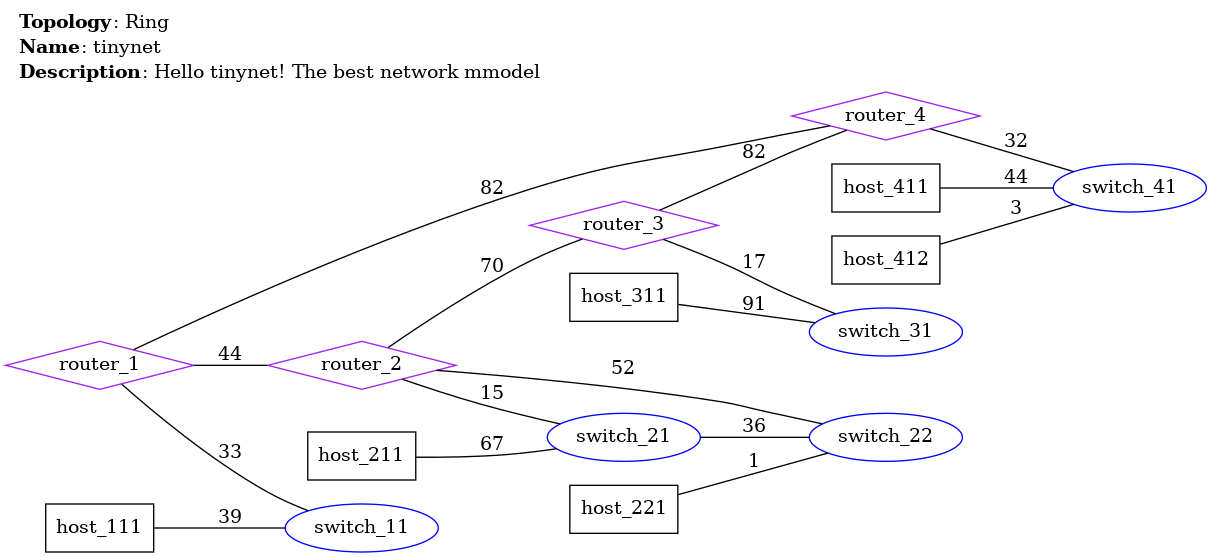 Topology: Ring
Name: tinynet
Description: Hello tinynet! The best network mmodel
router_4
32
82
82
host_411
44
switch_41
3
router_3
host_412
70
17
host_311
91
switch_31
router_1
44
router_2
52
15
switch_21
36
switch_22
host_211
67
33
1
host_221
host_111
39
switch_11